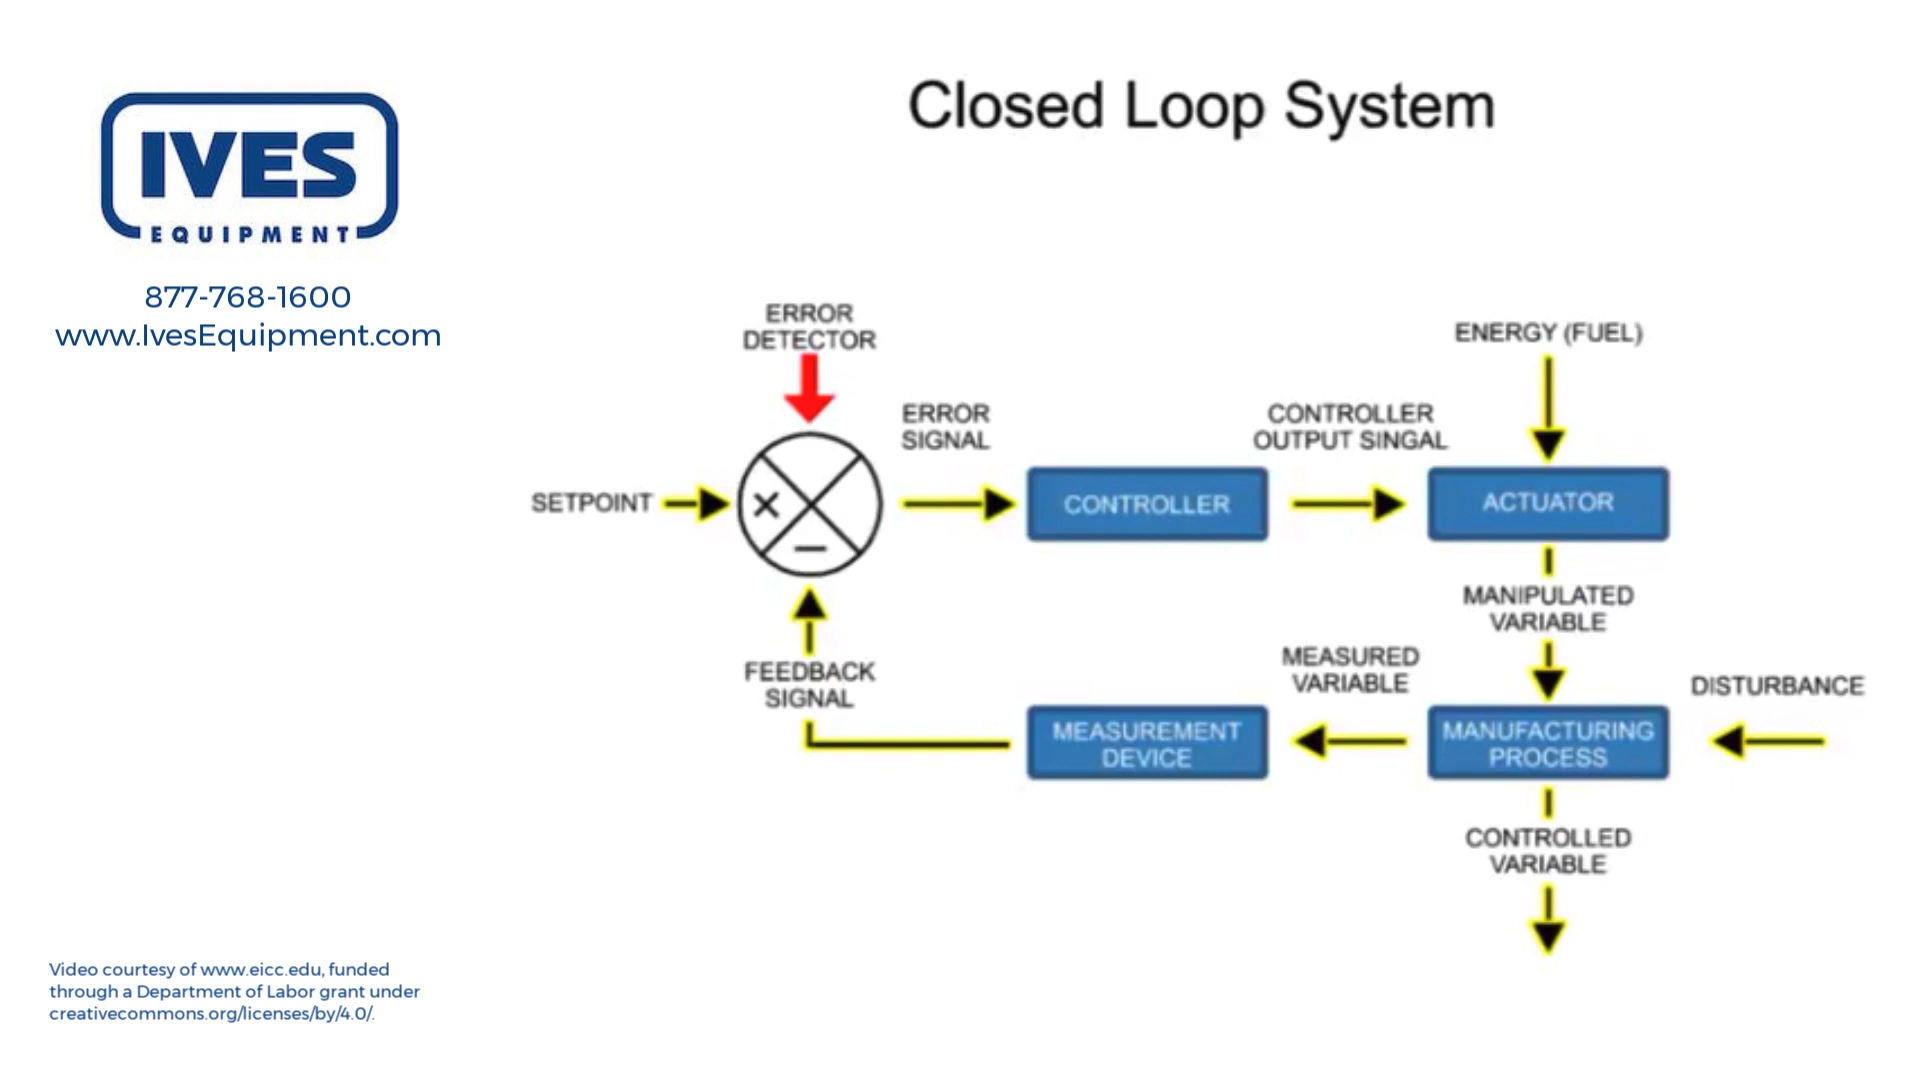 Closed Loop System
IVES
EQUIPMENT
877-768-1600
www.IvesEquipment.com
ERROR
DETECTOR
ENERGY (FUEL)
ERROR
SIGNAL
CONTROLLER
OUTPUT SINGAL
SETPOINT
×
−
CONTROLLER
ACTUATOR
MANIPULATED
VARIABLE
FEEDBACK
SIGNAL
MEASURED
VARIABLE
DISTURBANCE
MEASUREMENT
DEVICE
MANUFACTURING
PROCESS
CONTROLLED
VARIABLE
Video courtesy of www.eicc.edu, funded
through a Department of Labor grant under
creativecommons.org/licenses/by/4.0/.